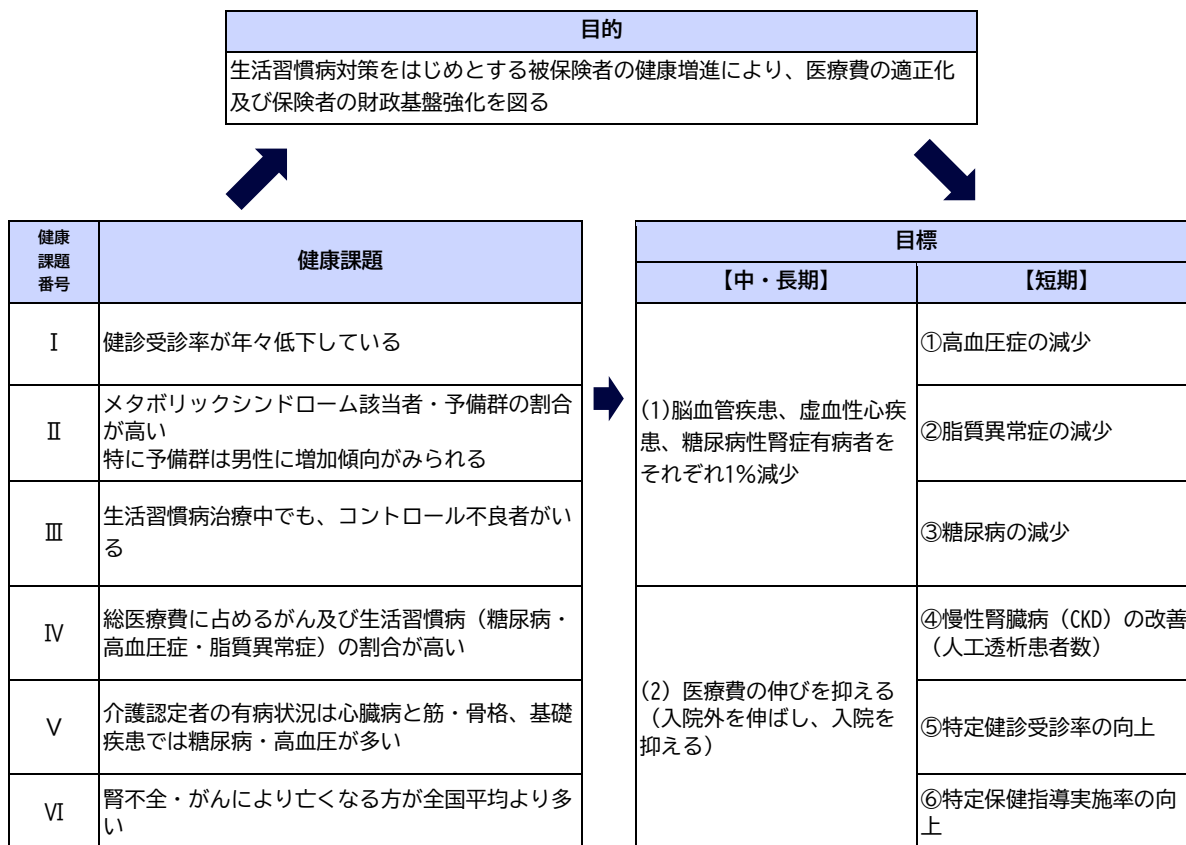 目的
生活習慣病対策をはじめとする被保険者の健康増進により、医療費の適正化
及び保険者の財政基盤強化を図る
健康
課題
番号
健康課題
Ⅰ
健診受診率が年々低下している
Ⅱ
メタボリックシンドローム該当者・予備群の割合
が高い
特に予備群は男性に増加傾向がみられる
Ⅲ
生活習慣病治療中でも、コントロール不良者がい
る
Ⅳ
総医療費に占めるがん及び生活習慣病（糖尿病・
高血圧症・脂質異常症）の割合が高い
Ⅴ
介護認定者の有病状況は心臓病と筋・骨格、基礎
疾患では糖尿病・高血圧が多い
Ⅵ
腎不全・がんにより亡くなる方が全国平均より多
い
目標
【中・長期】
【短期】
(1)脳血管疾患、虚血性心疾
患、糖尿病性腎症有病者を
それぞれ1%減少
①高血圧症の減少
②脂質異常症の減少
③糖尿病の減少
(2) 医療費の伸びを抑える
（入院外を伸ばし、入院を
抑える）
④慢性腎臓病（CKD）の改善
（人工透析患者数）
⑤特定健診受診率の向上
⑥特定保健指導実施率の向
上